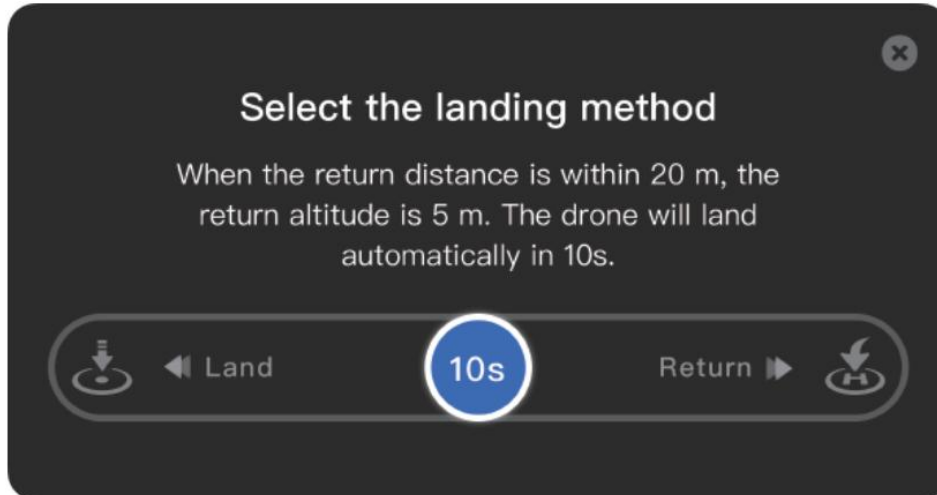 Select the landing method
When the return distance is within 20 m, the
return altitude is 5 m. The drone will land
automatically in 10s.
Land
10s
Return
H